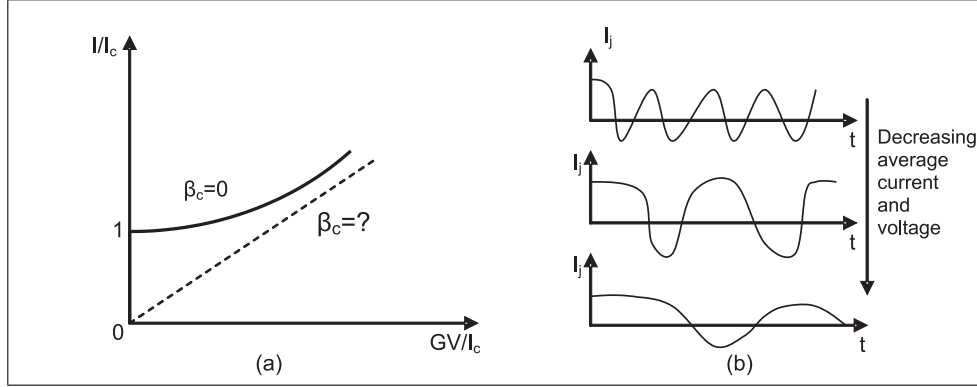 I/I_c
β_c=0
1
β_c=?
0
GV/I_c
(a)
I_j
t
I_j
t
I_j
t
(b)
Decreasing
average
current
and
voltage